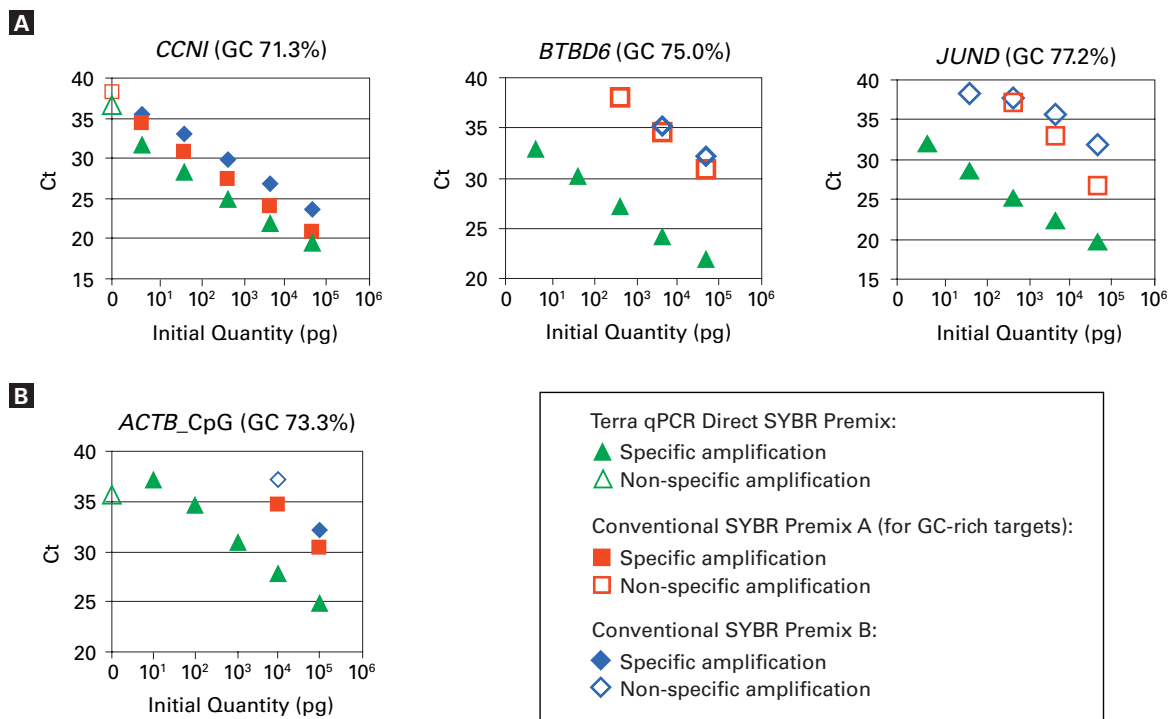 A
CCNI (GC 71.3%)
BTBD6 (GC 75.0%)
JUND (GC 77.2%)
Ct
40
35
30
25
20
15
0 10¹ 10² 10³ 10⁴ 10⁵ 10⁶
Initial Quantity (pg)
Ct
40
35
30
25
20
0 10¹ 10² 10³ 10⁴ 10⁵ 10⁶
Initial Quantity (pg)
Ct
40
35
30
25
20
15
0 10¹ 10² 10³ 10⁴ 10⁵ 10⁶
Initial Quantity (pg)
B
ACTB_CpG (GC 73.3%)
Ct
40
35
30
25
20
0 10¹ 10² 10³ 10⁴ 10⁵ 10⁶
Initial Quantity (pg)
Terra qPCR Direct SYBR Premix:
Specific amplification
Non-specific amplification
Conventional SYBR Premix A (for GC-rich targets):
Specific amplification
Non-specific amplification
Conventional SYBR Premix B:
Specific amplification
Non-specific amplification